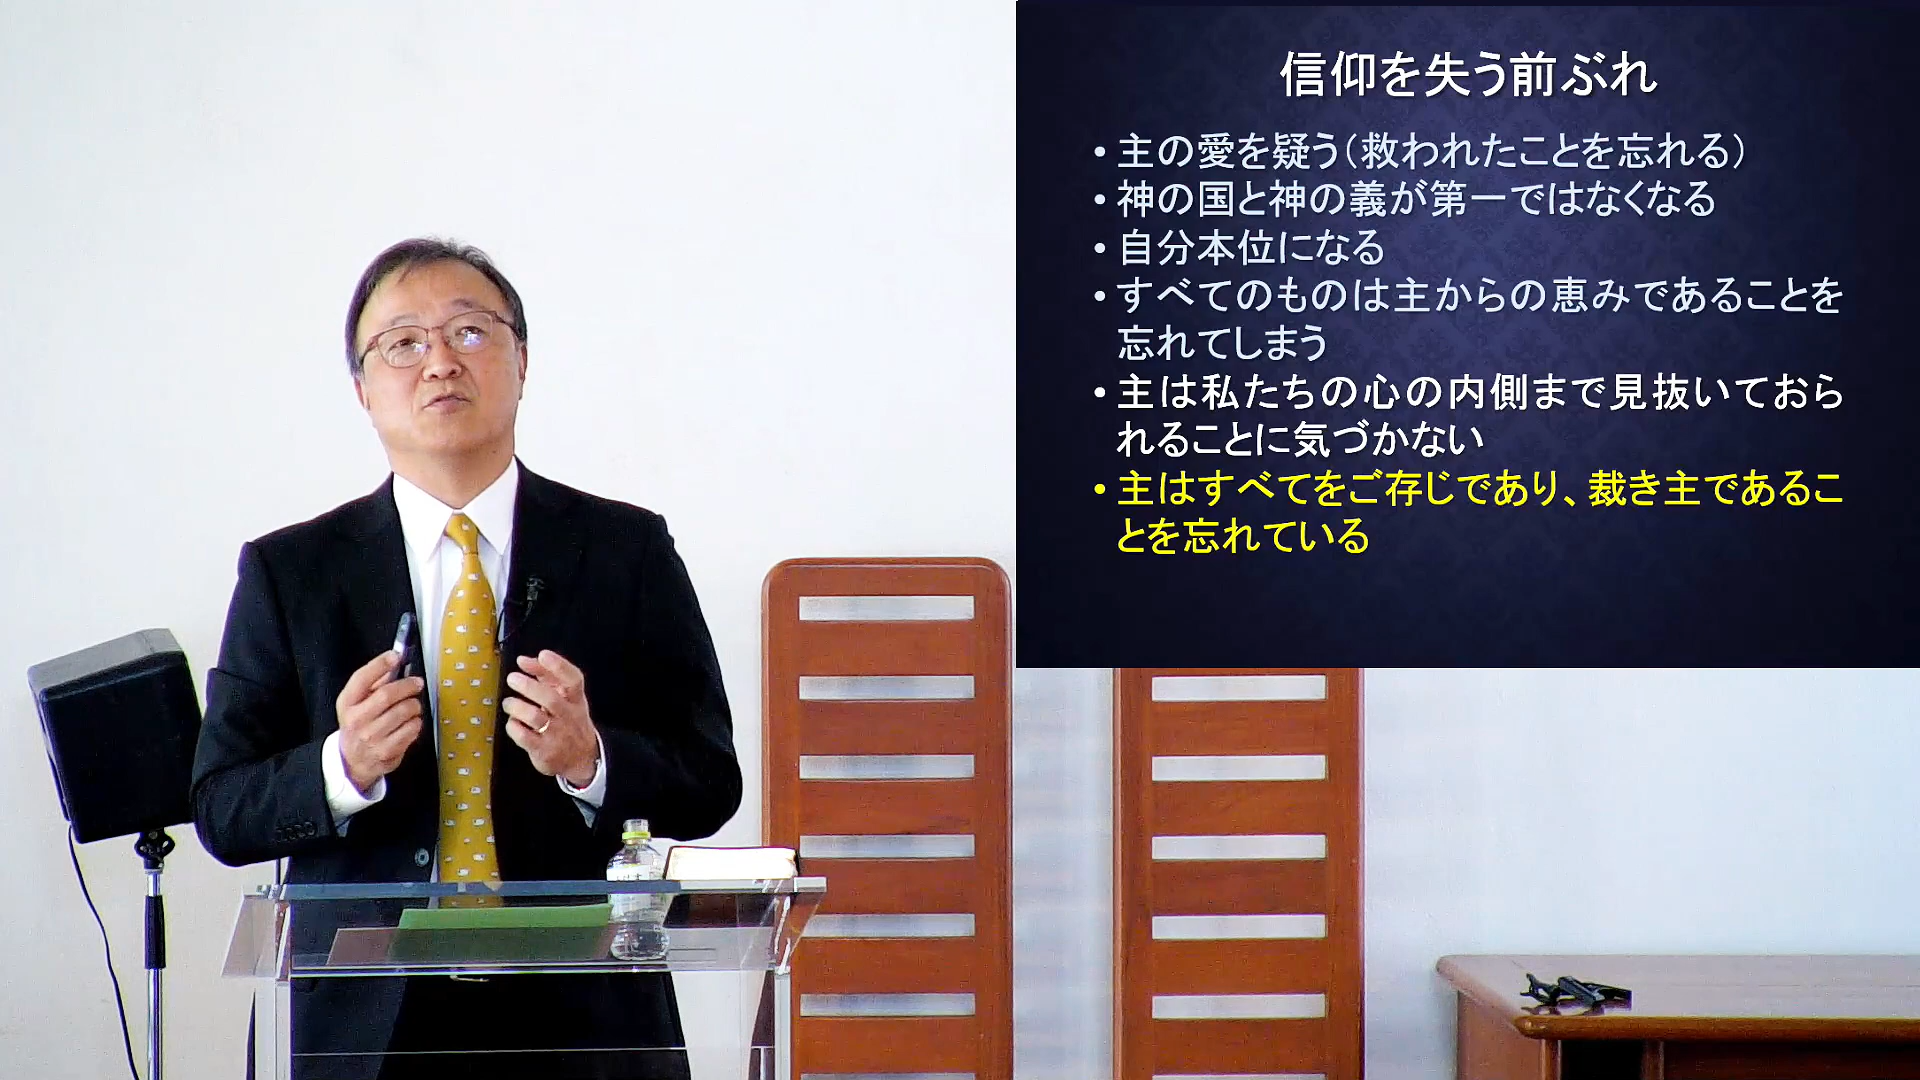 信仰を失う前ぶれ
• 主の愛を疑う（救われたことを忘れる）
• 神の国と神の義が第一ではなくなる
• 自分本位になる
• すべてのものは主からの恵みであることを
忘れてしまう
• 主は私たちの心の内側まで見抜いておら
れることに気づかない
• 主はすべてをご存じであり、裁き主であるこ
とを忘れている